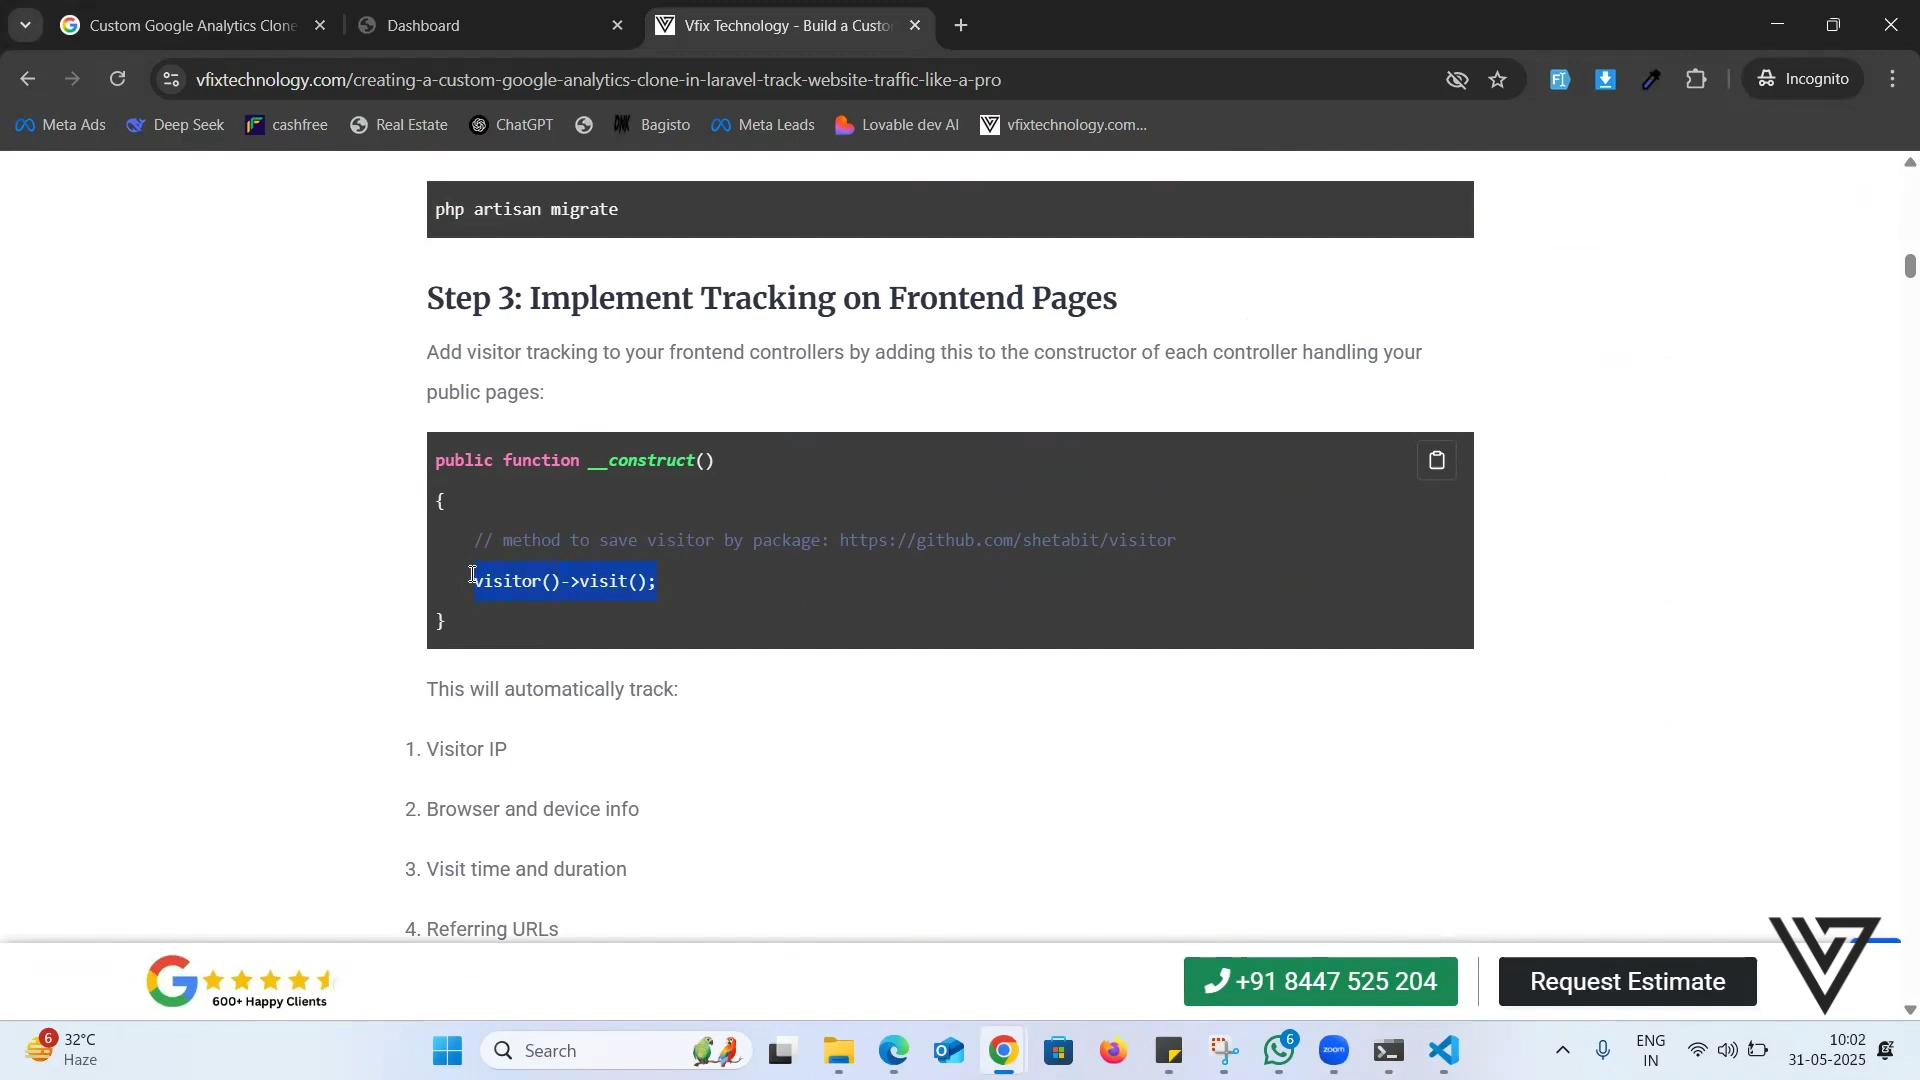 Custom Google Analytics Clone
Dashboard
Vfix Technology - Build a Custo
vfixtechnology.com/creating-a-custom-google-analytics-clone-in-laravel-track-website-traffic-like-a-pro
Incognito
Meta Ads
Deep Seek
cashfree
Real Estate
ChatGPT
Bagisto
Meta Leads
Lovable dev AI
vfixtechnology.com...
php artisan migrate
Step 3: Implement Tracking on Frontend Pages
Add visitor tracking to your frontend controllers by adding this to the constructor of each controller handling your
public pages:
public function __construct()
{
// method to save visitor by package: https://github.com/shetabit/visitor
visitor()->visit();
}
This will automatically track:
1. Visitor IP
2. Browser and device info
3. Visit time and duration
4. Referring URLs
600+ Happy Clients
+91 8447 525 204
Request Estimate
6
32°C
Haze
Search
6
zoom
ENG
IN
10:02
31-05-2025